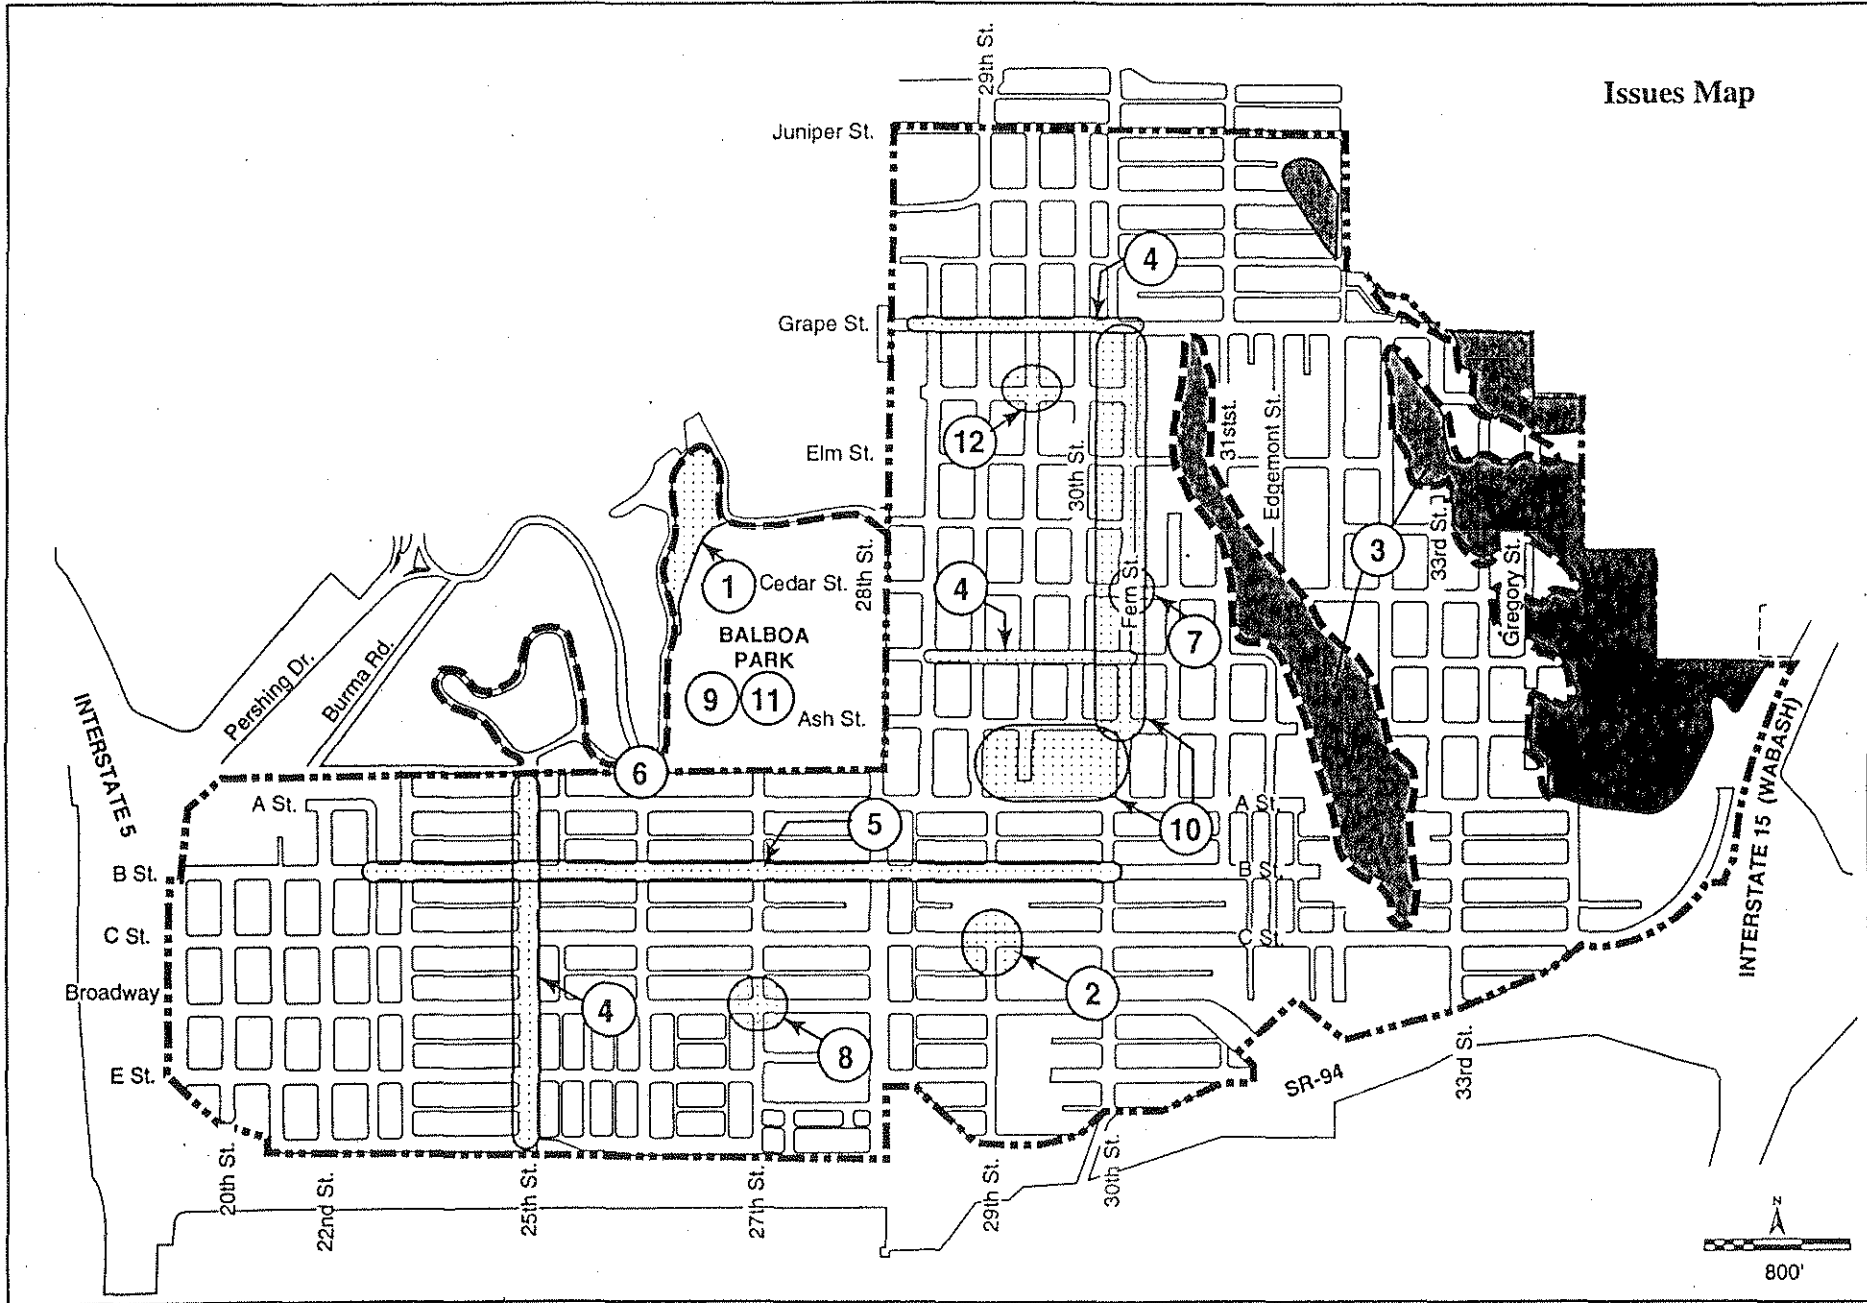 Issues Map
29th St.
Juniper St.
4
Grape St.
12
Elm St.
30th St.
31stst.
Edgemont St.
3
33rd St.
1
Cedar St.
28th St.
4
Fern St.
7
Gregory St.
BALBOA
PARK
9
11
Ash St.
Pershing Dr.
Burma Rd.
INTERSTATE 5
6
A St.
5
10
A St.
B St.
B St.
C St.
C St.
INTERSTATE 15 (WABASH)
Broadway
4
2
8
E St.
SR-94
33rd St.
20th St.
22nd St.
25th St.
27th St.
29th St.
30th St.
N
800'